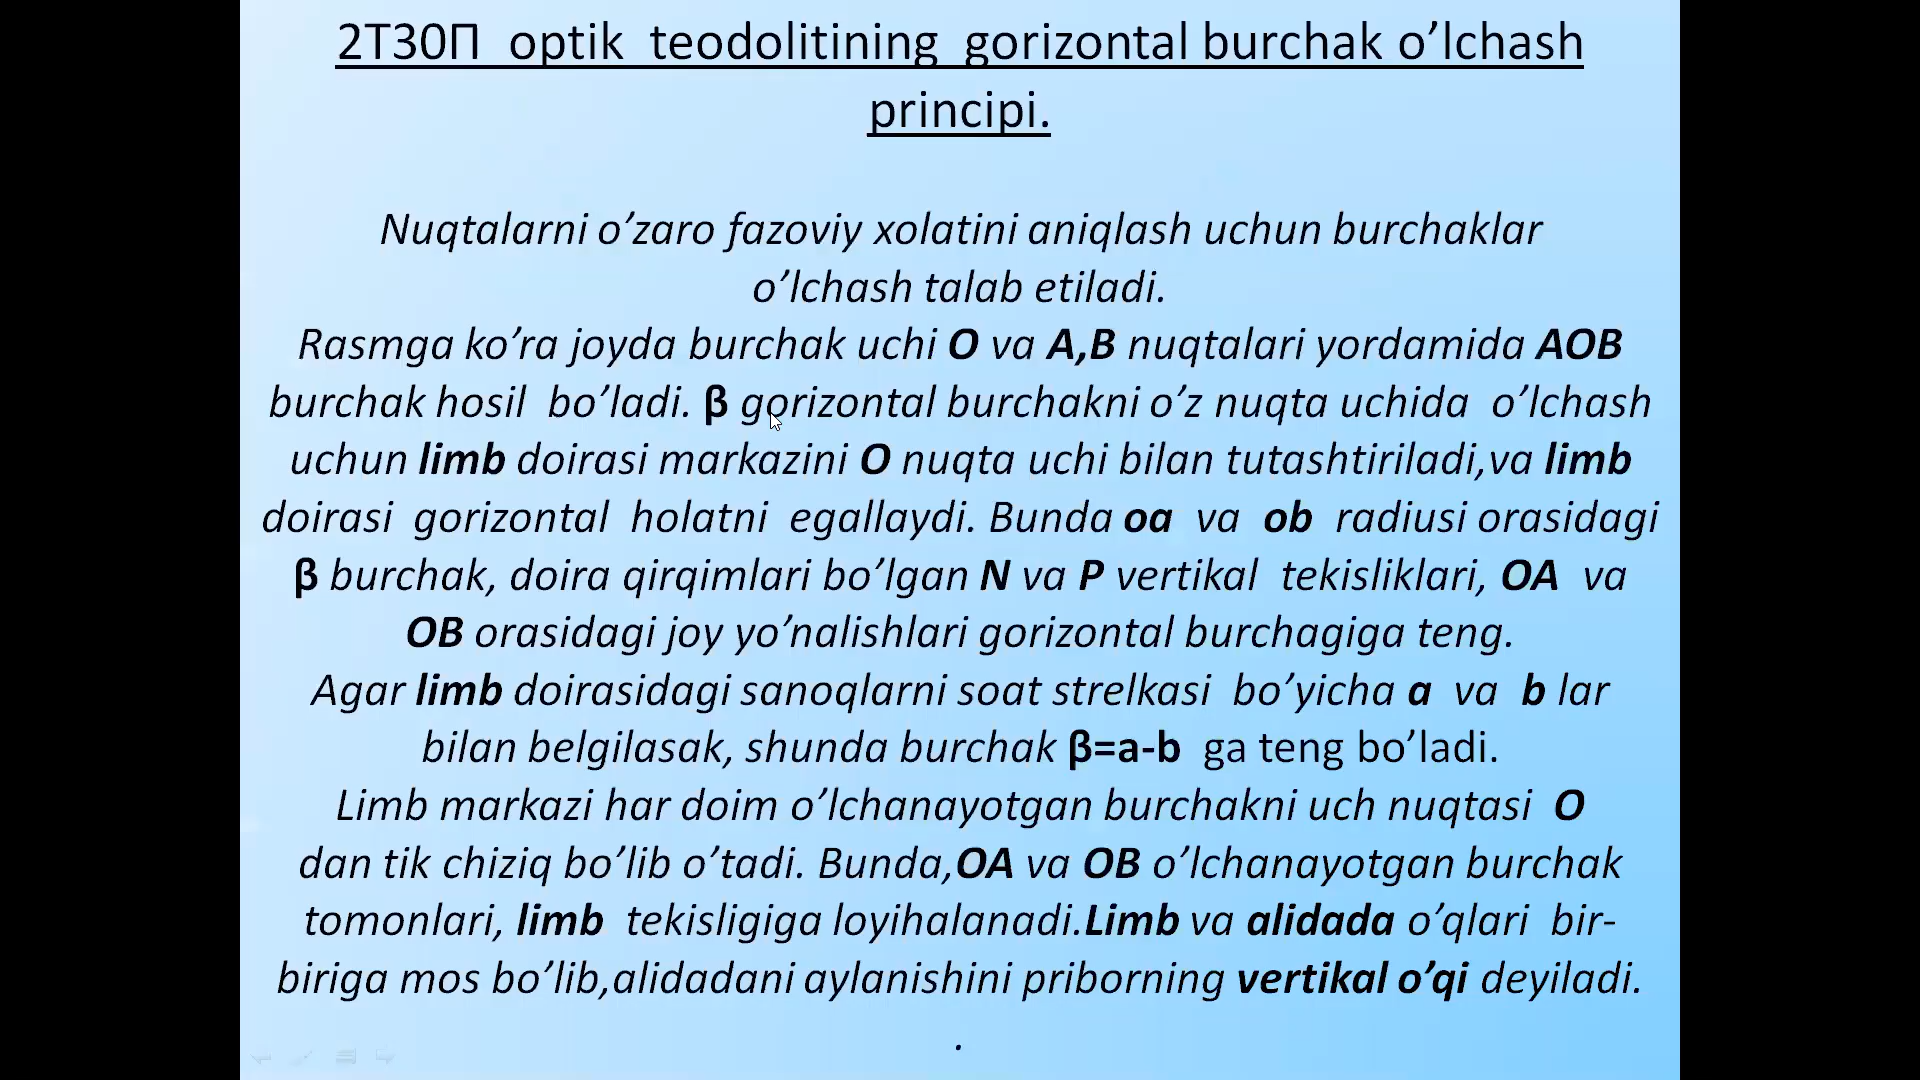 2Т30П optik teodolitining gorizontal burchak o’lchash
principi.
Nuqtalarni o’zaro fazoviy xolatini aniqlash uchun burchaklar
o’lchash talab etiladi.
Rasmga ko’ra joyda burchak uchi O va A,B nuqtalari yordamida AOB
burchak hosil bo’ladi. β gorizontal burchakni o’z nuqta uchida o’lchash
uchun limb doirasi markazini O nuqta uchi bilan tutashtiriladi,va limb
doirasi gorizontal holatni egallaydi. Bunda oa va ob radiusi orasidagi
β burchak, doira qirqimlari bo’lgan N va P vertikal tekisliklari, OA va
OB orasidagi joy yo’nalishlari gorizontal burchagiga teng.
Agar limb doirasidagi sanoqlarni soat strelkasi bo’yicha a va b lar
bilan belgilasak, shunda burchak β=a-b ga teng bo’ladi.
Limb markazi har doim o’lchanayotgan burchakni uch nuqtasi O
dan tik chiziq bo’lib o’tadi. Bunda,OA va OB o’lchanayotgan burchak
tomonlari, limb tekisligiga loyihalanadi.Limb va alidada o’qlari bir-
biriga mos bo’lib,alidadani aylanishini priborning vertikal o’qi deyiladi.
.